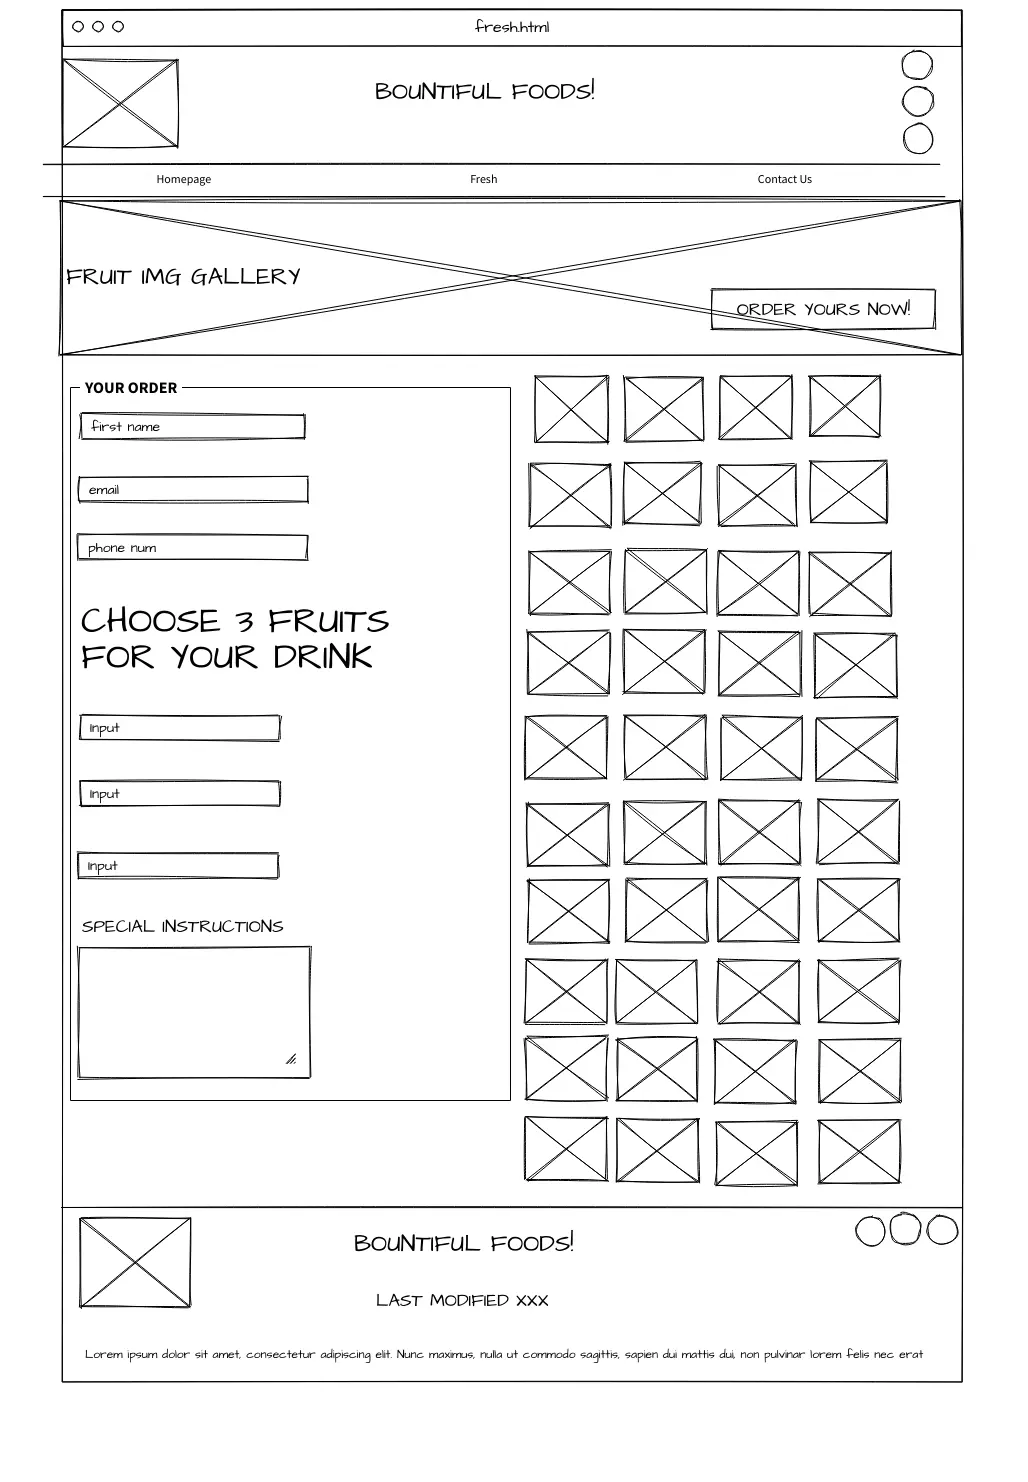 fresh.html
BOUNTIFUL FOODS!
Homepage
Fresh
Contact Us
FRUIT IMG GALLERY
ORDER YOURS NOW!
YOUR ORDER
first name
email
phone num
CHOOSE 3 FRUITS
FOR YOUR DRINK
Input
Input
Input
SPECIAL INSTRUCTIONS
BOUNTIFUL FOODS!
LAST MODIFIED XXX
Lorem ipsum dolor sit amet, consectetur adipiscing elit. Nunc maximus, nulla ut commodo sagittis, sapien dui mattis dui, non pulvinar lorem felis nec erat